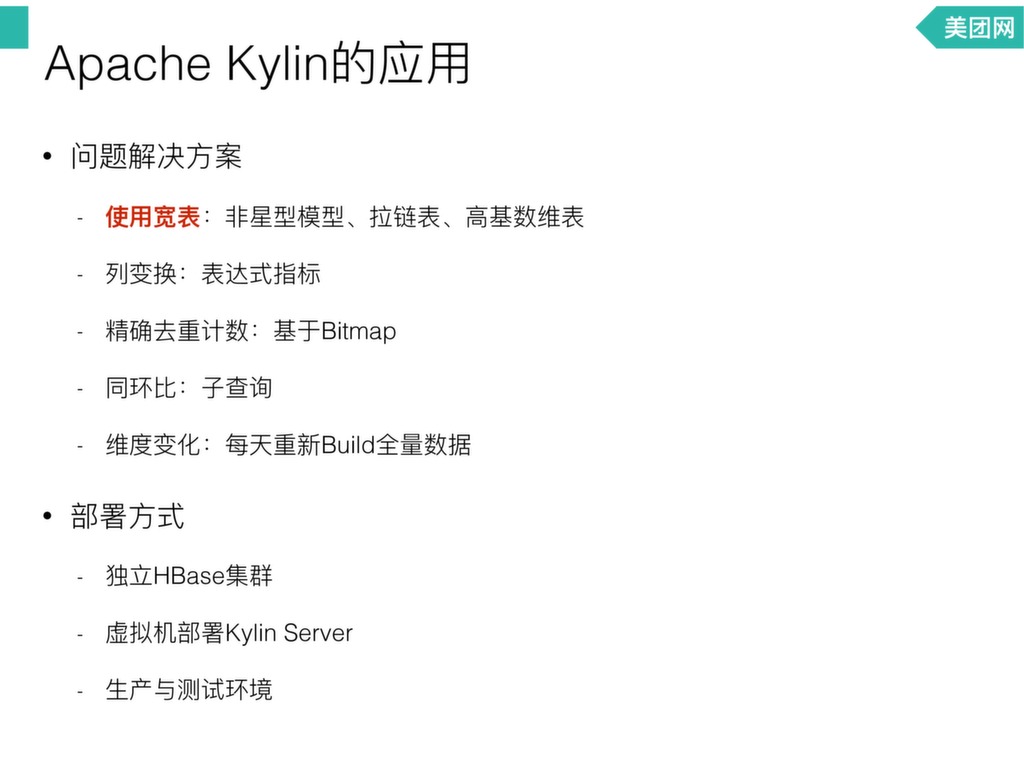 美团网
Apache Kylin的应用
• 问题解决方案
- 使用宽表：非星型模型、拉链表、高基数维表
- 列变换：表达式指标
- 精确去重计数：基于Bitmap
- 同环比：子查询
- 维度变化：每天重新Build全量数据
• 部署方式
- 独立HBase集群
- 虚拟机部署Kylin Server
- 生产与测试环境